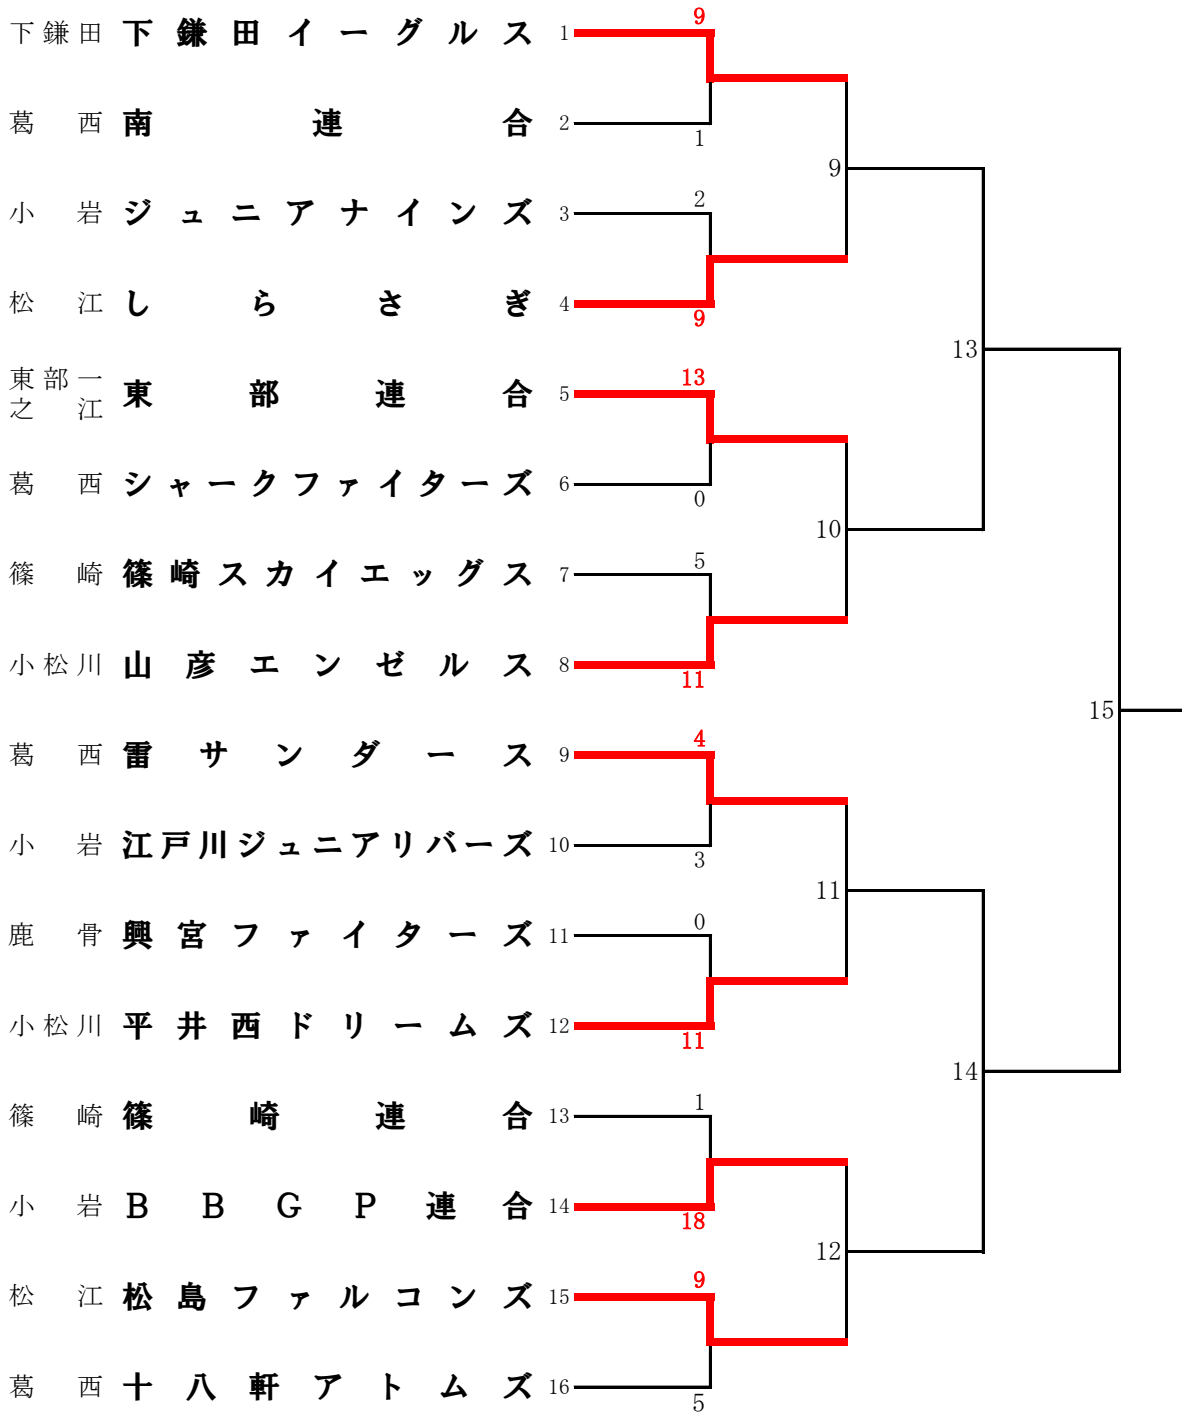 下鎌田 下鎌田イーグルス 1 9
葛西 南連合 2 1
9
小岩 ジュニアナインズ 3 2
松江 しらさぎ 4 9
13
東部一之江 東部連合 5 13
葛西 シャークファイターズ 6 0
10
篠崎 篠崎スカイエッグス 7 5
小松川 山彦エンゼルス 8 11
15
葛西 雷サンダース 9 4
小岩 江戸川ジュニアリバーズ 10 3
11
鹿骨 興宮ファイターズ 11 0
小松川 平井西ドリームズ 12 11
14
篠崎 篠崎連合 13 1
小岩 BBGP連合 14 18
12
松江 松島ファルコンズ 15 9
葛西 十八軒アトムズ 16 5